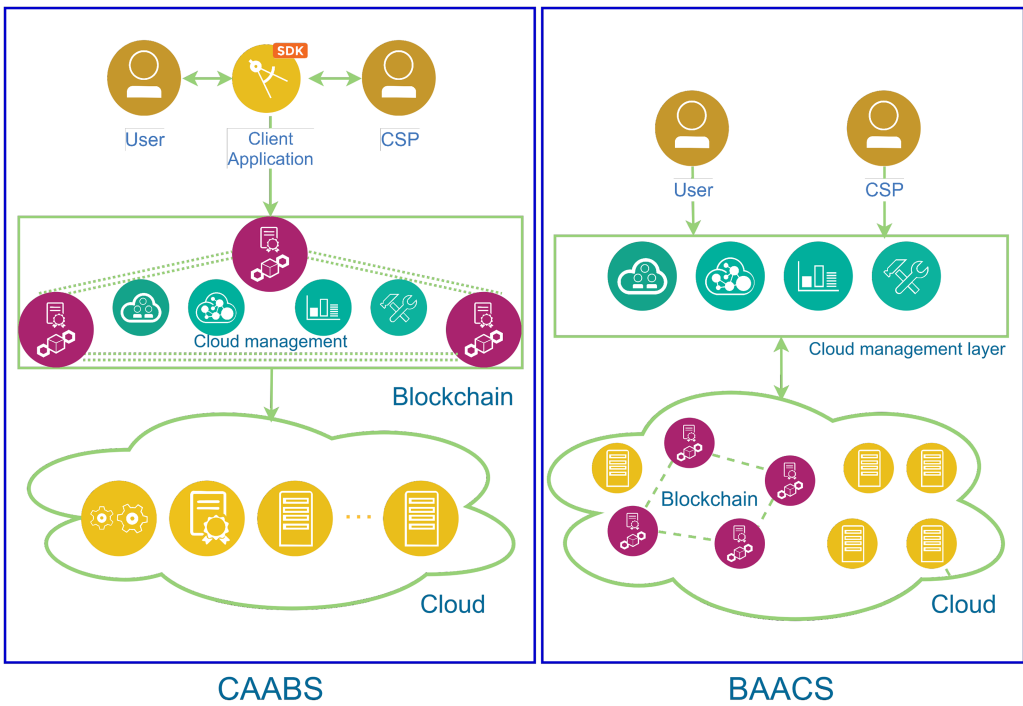 SDK
User
Client
Application
CSP
Cloud management
Blockchain
Cloud
CAABS
User
CSP
Cloud management layer
Blockchain
Cloud
BAACS